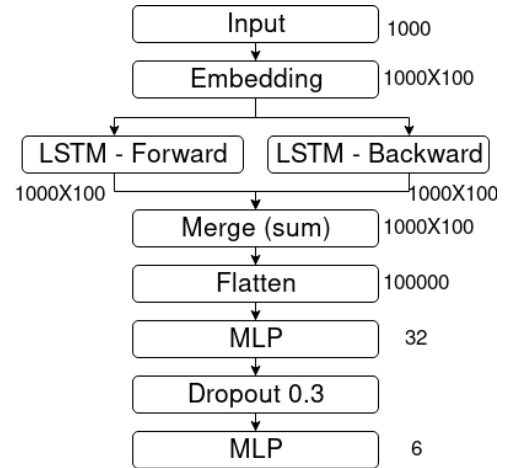 Input
1000
Embedding
1000X100
LSTM - Forward
LSTM - Backward
1000X100
1000X100
Merge (sum)
1000X100
Flatten
100000
MLP
32
Dropout 0.3
MLP
6